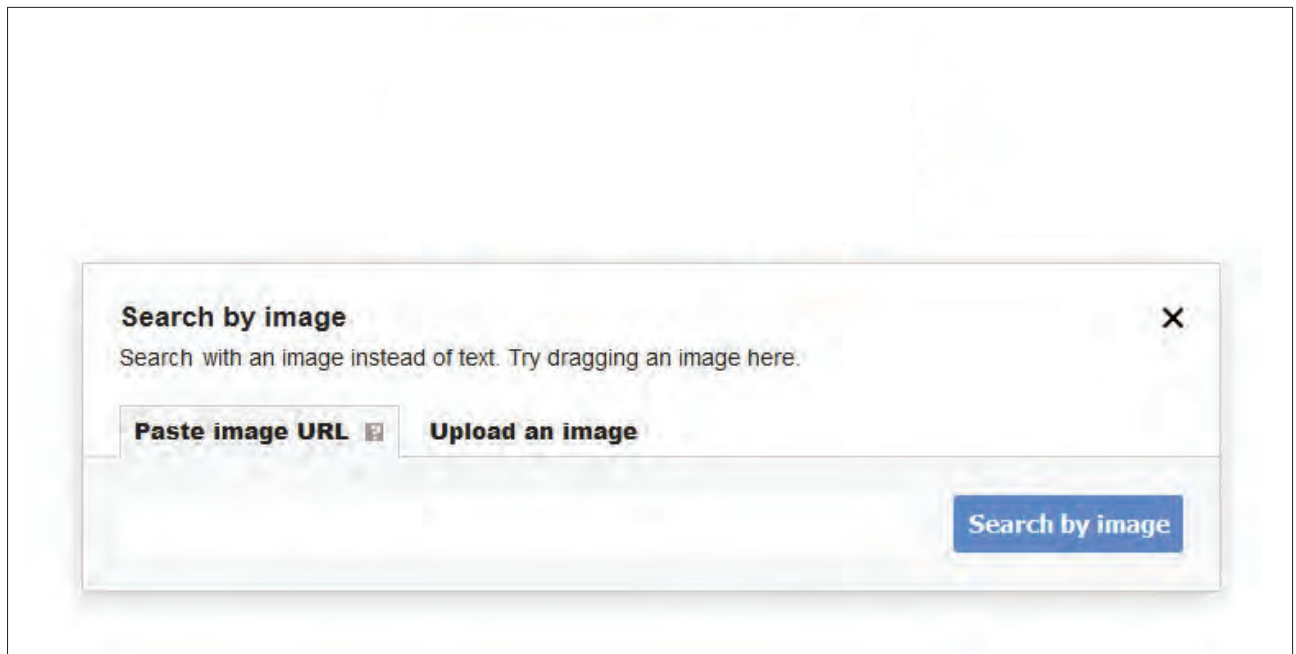 Search by image
Search with an image instead of text. Try dragging an image here.
Paste image URL ? Upload an image
Search by image